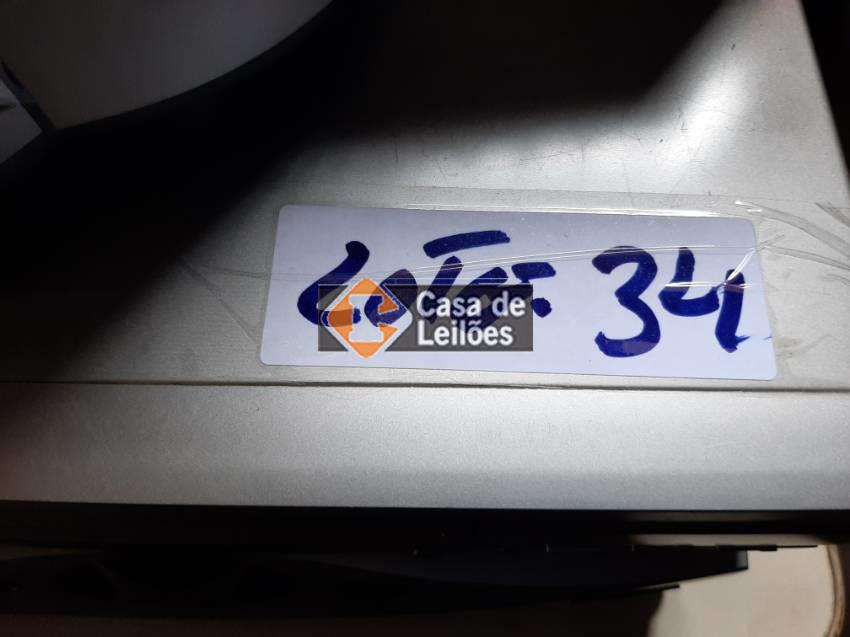 LOTE: 34
Casa de
Leilões